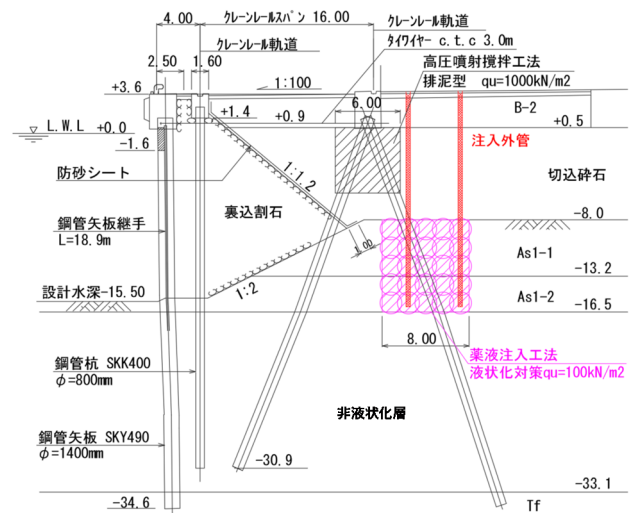 4.00
クレーンレールスパン 16.00
クレーンレール軌道
2.50
クレーンレール軌道
1.60
タイワイヤー c.t.c 3.0m
高圧噴射攪拌工法
排泥型 qu=1000kN/m2
1:100
+3.6
6.00
B-2
+1.4
+0.9
+0.5
L.W.L +0.0
-1.6
注入外管
防砂シート
1:1.2
切込砕石
裏込割石
-8.0
鋼管矢板継手
L=18.9m
1.00
As1-1
-13.2
設計水深-15.50
1:2
As1-2
-16.5
8.00
薬液注入工法
液状化対策qu=100kN/m2
鋼管杭 SKK400
φ=800mm
非液状化層
鋼管矢板 SKY490
φ=1400mm
-30.9
-33.1
-34.6
Tf